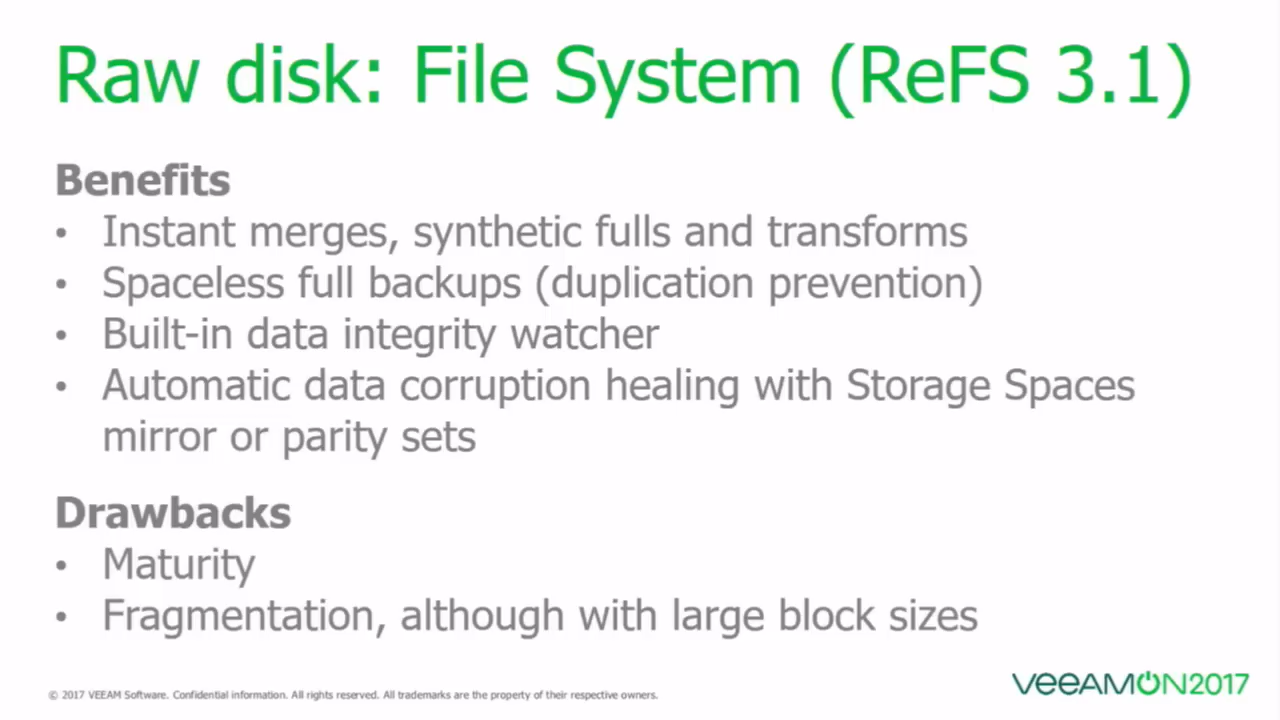 Raw disk: File System (ReFS 3.1)
Benefits
• Instant merges, synthetic fulls and transforms
• Spaceless full backups (duplication prevention)
• Built-in data integrity watcher
• Automatic data corruption healing with Storage Spaces
mirror or parity sets
Drawbacks
• Maturity
• Fragmentation, although with large block sizes
© 2017 VEEAM Software. Confidential information. All rights reserved. All trademarks are the property of their respective owners.
VEEAMON2017